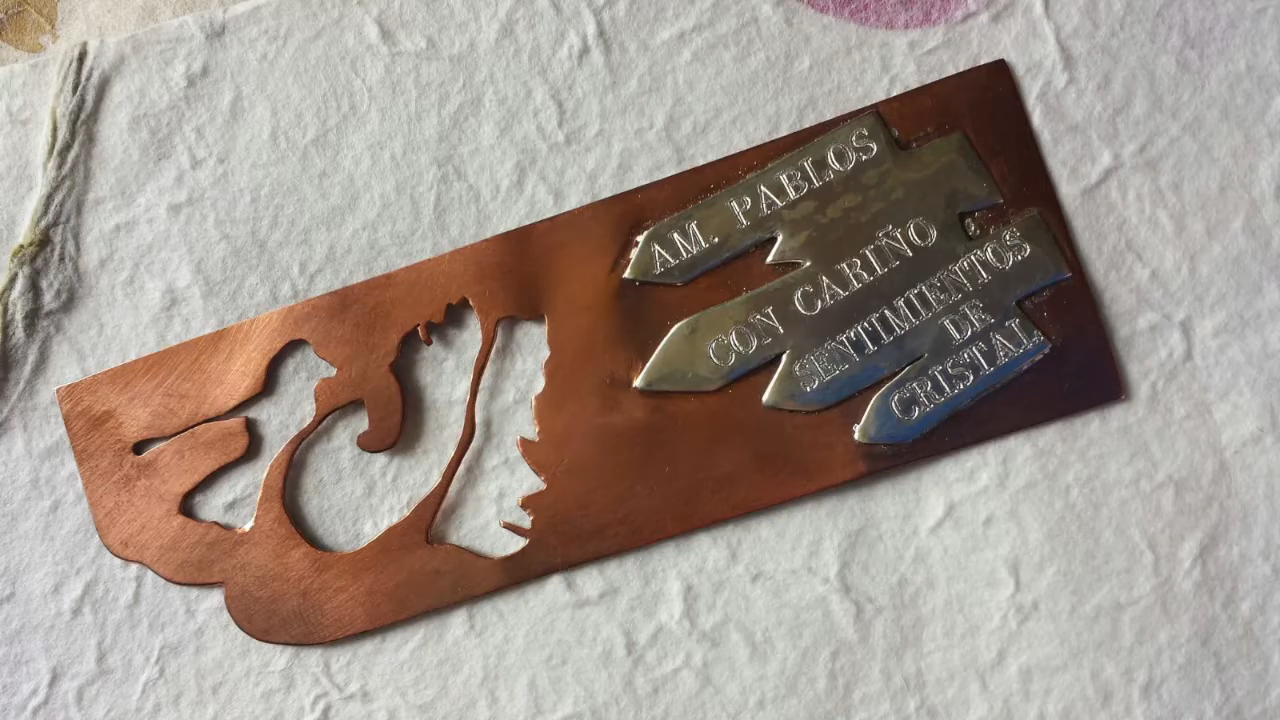 AM. PABLOS
CON CARIÑO
SENTIMIENTOS
DE
CRISTAL